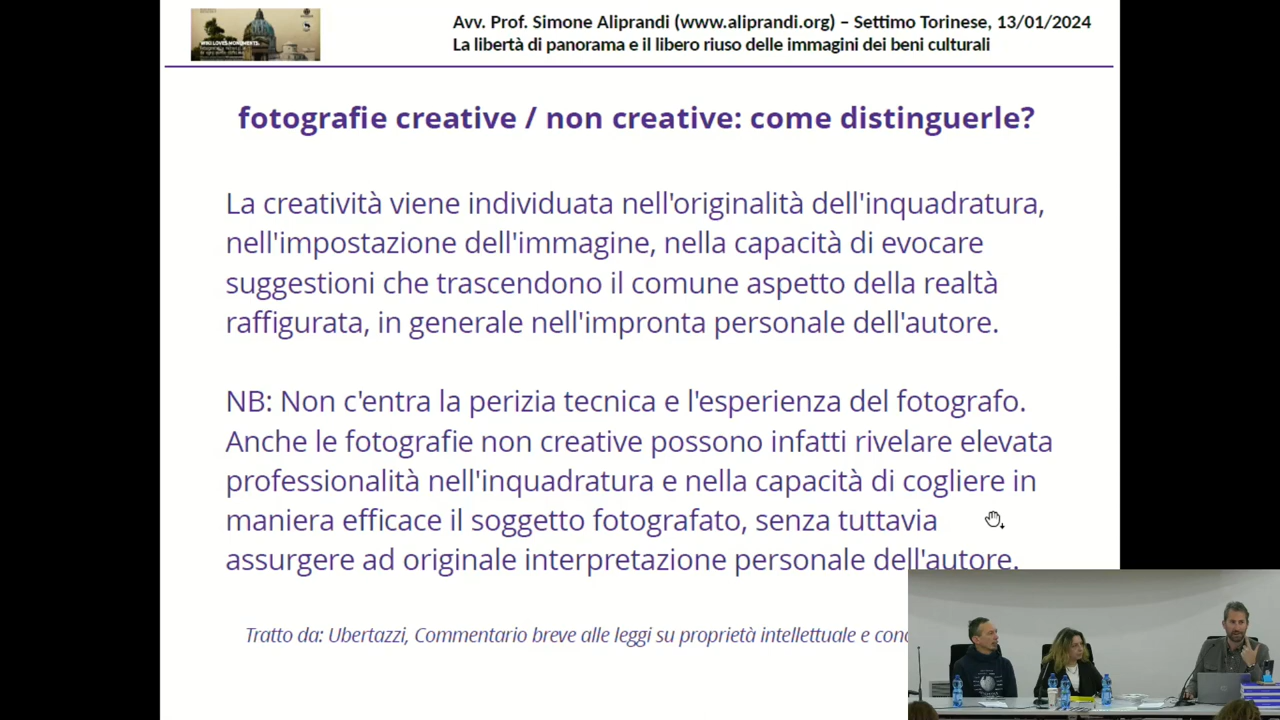 Avv. Prof. Simone Aliprandi (www.aliprandi.org) – Settimo Torinese, 13/01/2024
La libertà di panorama e il libero riuso delle immagini dei beni culturali
WIKI LOVES MONUMENTS
fotografie creative / non creative: come distinguerle?
La creatività viene individuata nell'originalità dell'inquadratura,
nell'impostazione dell'immagine, nella capacità di evocare
suggestioni che trascendono il comune aspetto della realtà
raffigurata, in generale nell'impronta personale dell'autore.
NB: Non c'entra la perizia tecnica e l'esperienza del fotografo.
Anche le fotografie non creative possono infatti rivelare elevata
professionalità nell'inquadratura e nella capacità di cogliere in
maniera efficace il soggetto fotografato, senza tuttavia
assurgere ad originale interpretazione personale dell'autore.
Tratto da: Ubertazzi, Commentario breve alle leggi su proprietà intellettuale e conc